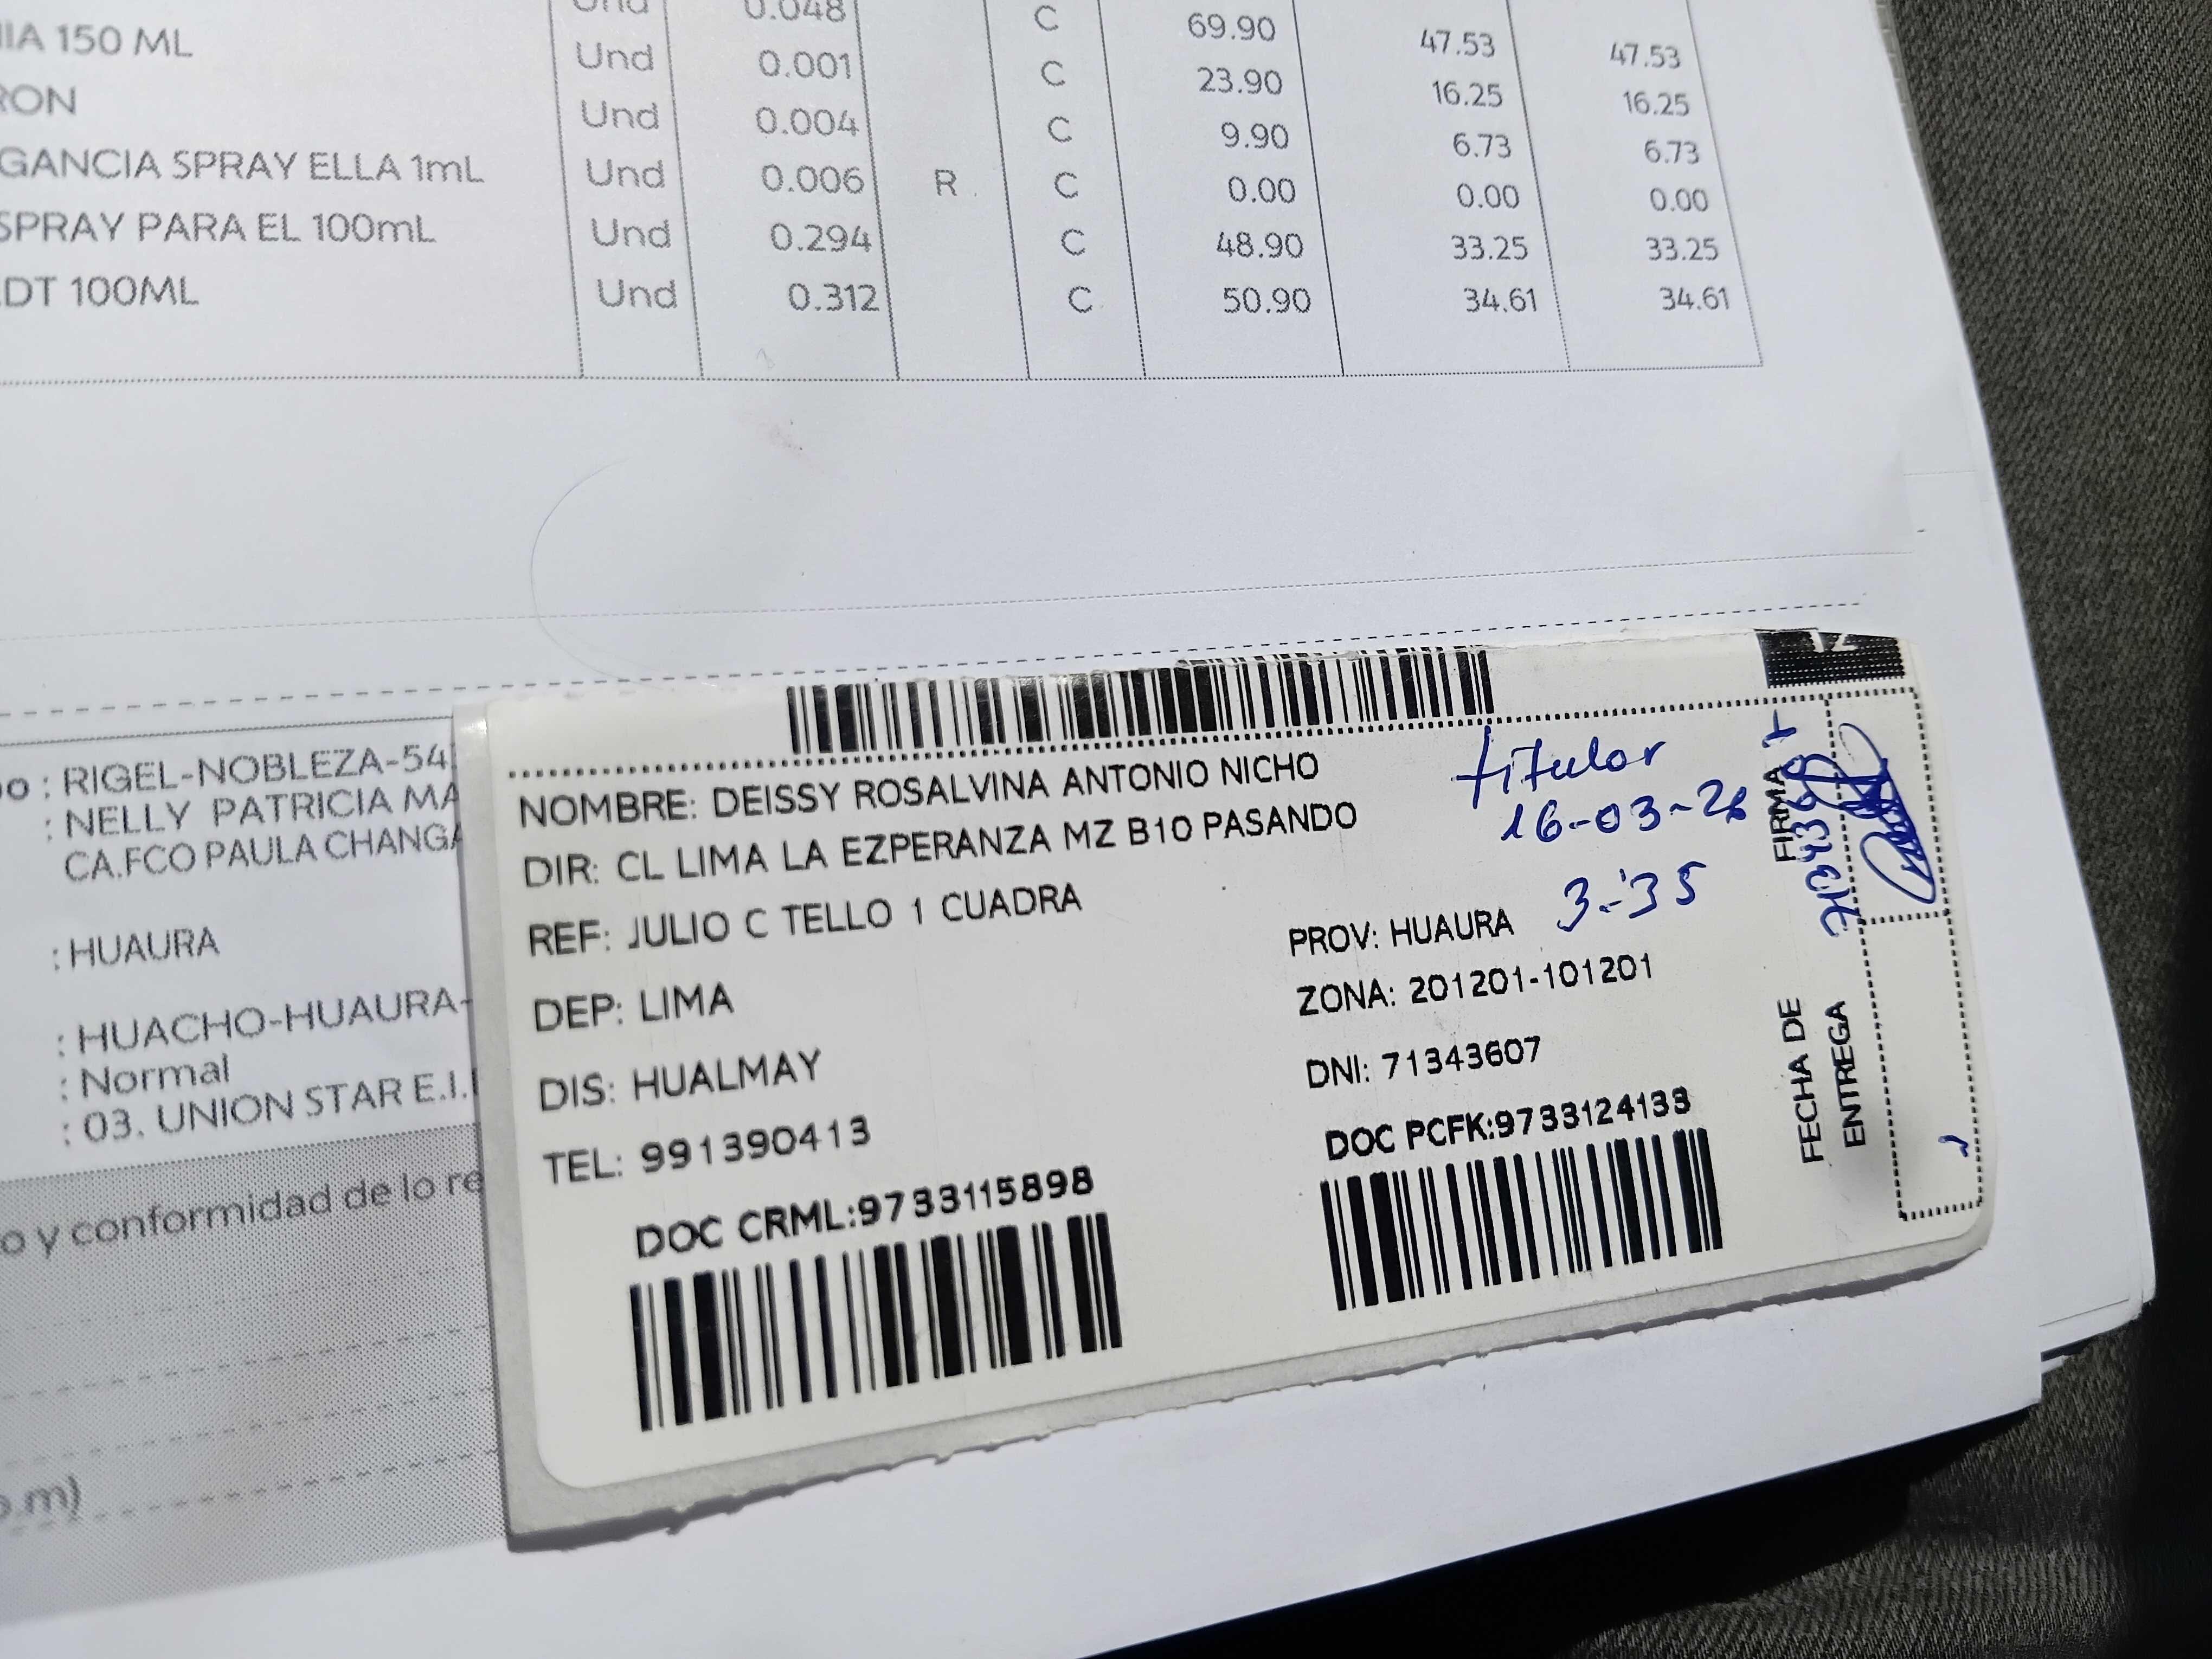 Und 0.048 C 69.90 47.53 47.53
IA 150 ML Und 0.001 C 23.90 16.25 16.25
RON Und 0.004 C 9.90 6.73 6.73
GANCIA SPRAY ELLA 1mL Und 0.006 R C 0.00 0.00 0.00
SPRAY PARA EL 100mL Und 0.294 C 48.90 33.25 33.25
DT 100ML Und 0.312 C 50.90 34.61 34.61
: RIGEL-NOBLEZA-54
: NELLY PATRICIA MA
CA.FCO PAULA CHANGA
: HUAURA
: HUACHO-HUAURA-
: Normal
: 03. UNION STAR E.I.
o y conformidad de lo re
p.m)
12
NOMBRE: DEISSY ROSALVINA ANTONIO NICHO
DIR: CL LIMA LA EZPERANZA MZ B10 PASANDO
REF: JULIO C TELLO 1 CUADRA
DEP: LIMA
DIS: HUALMAY
TEL: 991390413
DOC CRML:9733115898
titular
16-03-26
3:35
PROV: HUAURA
ZONA: 201201-101201
DNI: 71343607
DOC PCFK:9733124133
FIRMA
71343607
FECHA DE
ENTREGA